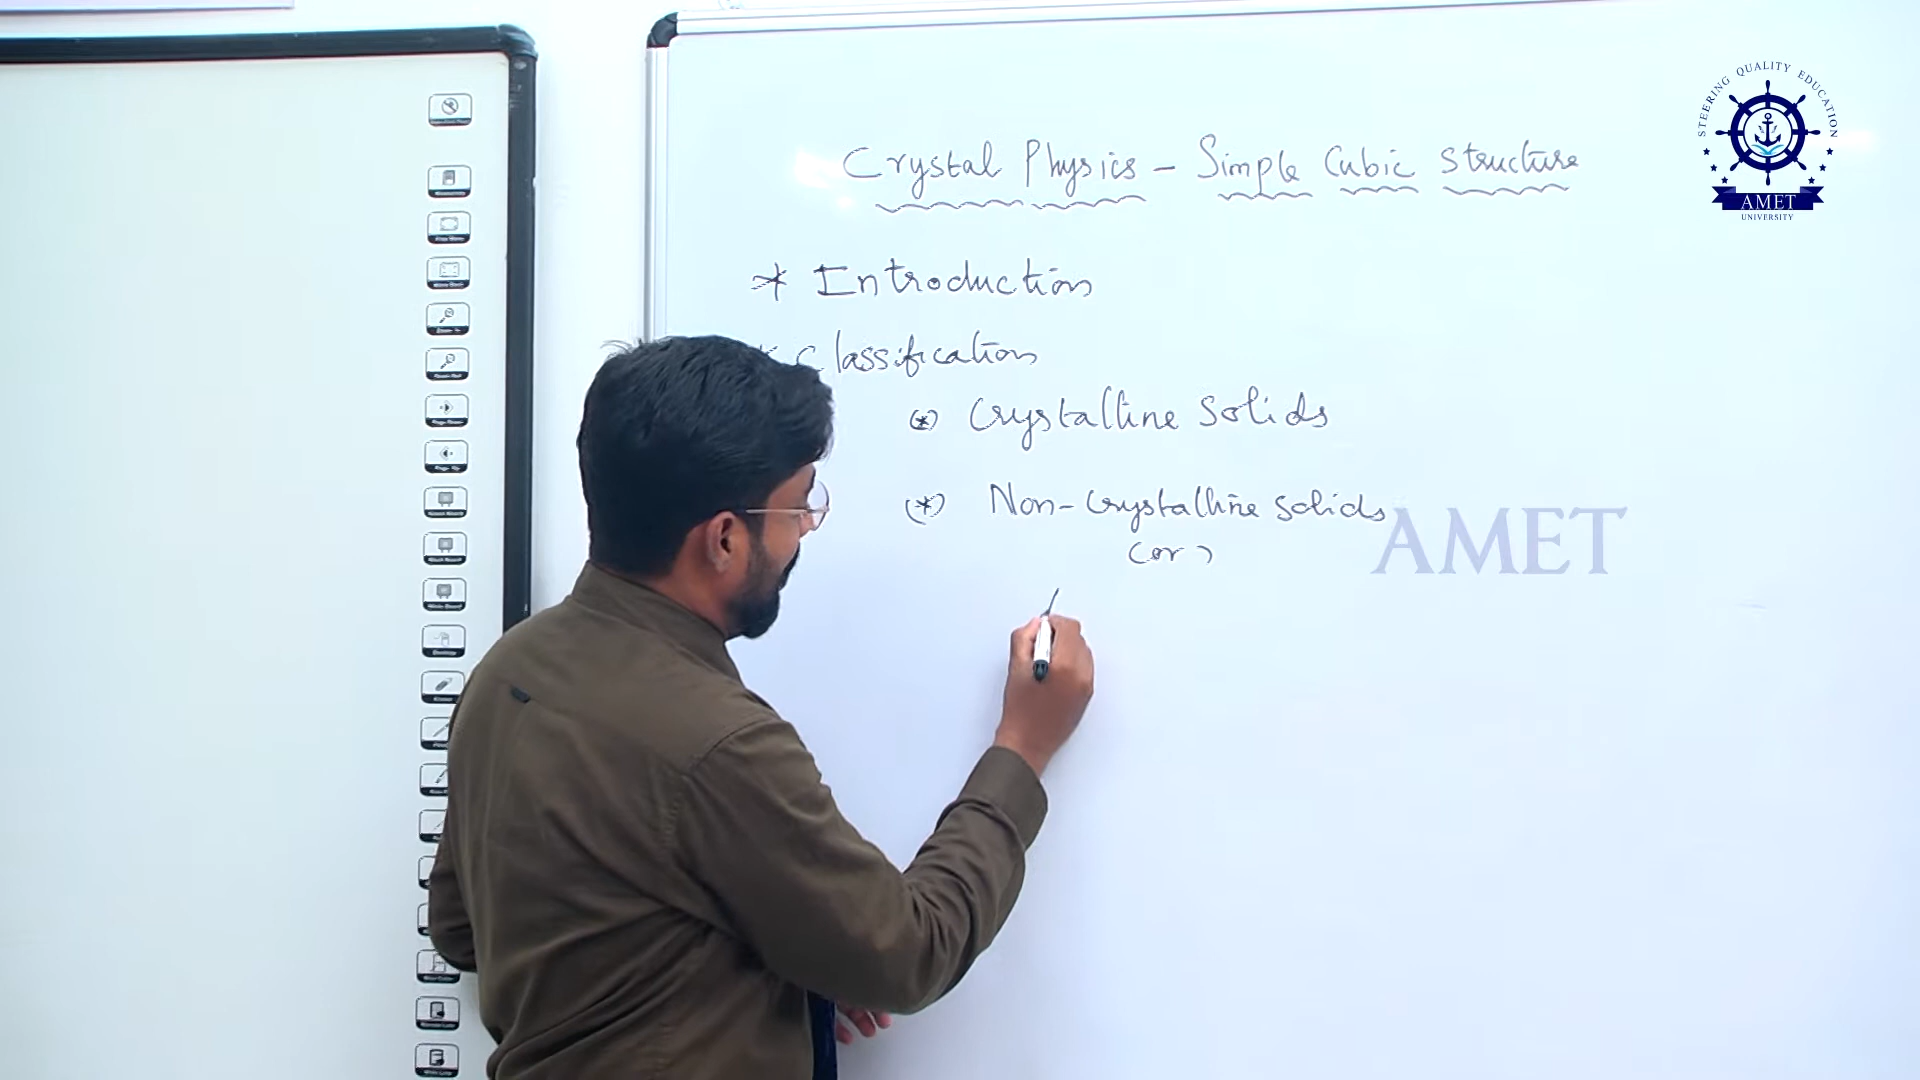 Crystal Physics - Simple Cubic Structure
* Introduction
* Classification
(*) Crystalline Solids
(*) Non-Crystalline Solids
(or)
STEERING QUALITY EDUCATION
AMET
UNIVERSITY
AMET